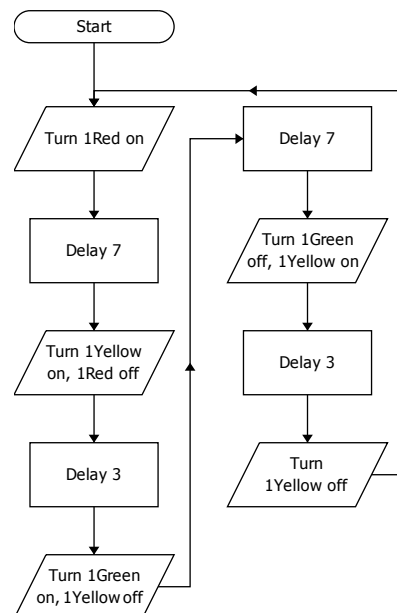 Start
Turn 1Red on
Delay 7
Turn 1Yellow
on, 1Red off
Delay 3
Turn 1Green
on, 1Yellow off
Delay 7
Turn 1Green
off, 1Yellow on
Delay 3
Turn
1Yellow off